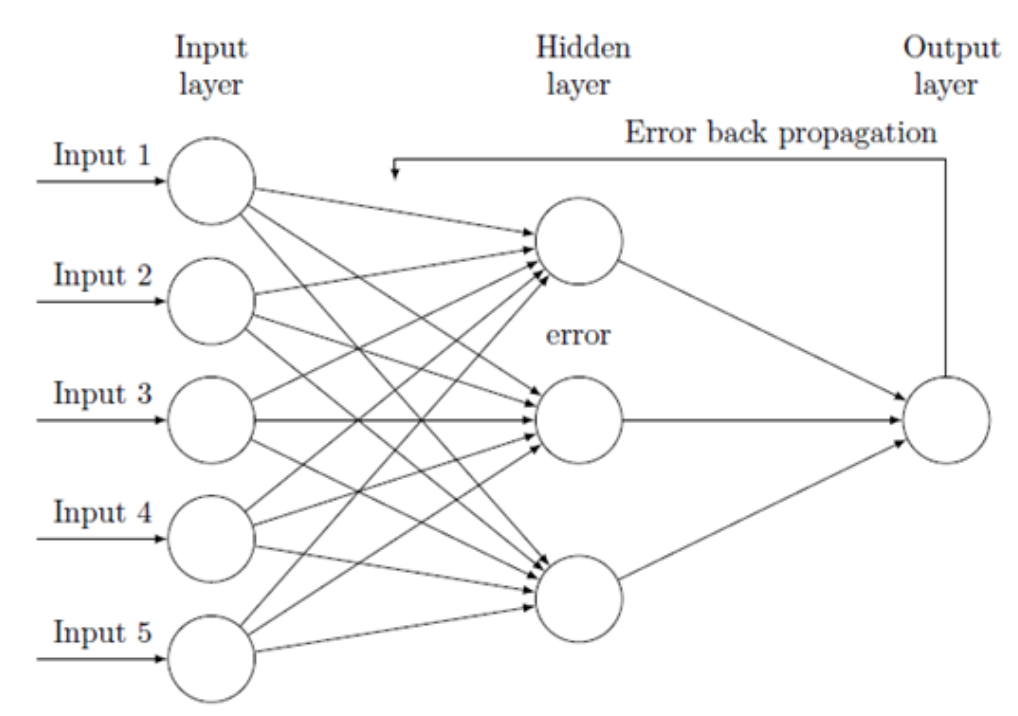 Input
layer
Hidden
layer
Output
layer
Error back propagation
Input 1
Input 2
error
Input 3
Input 4
Input 5